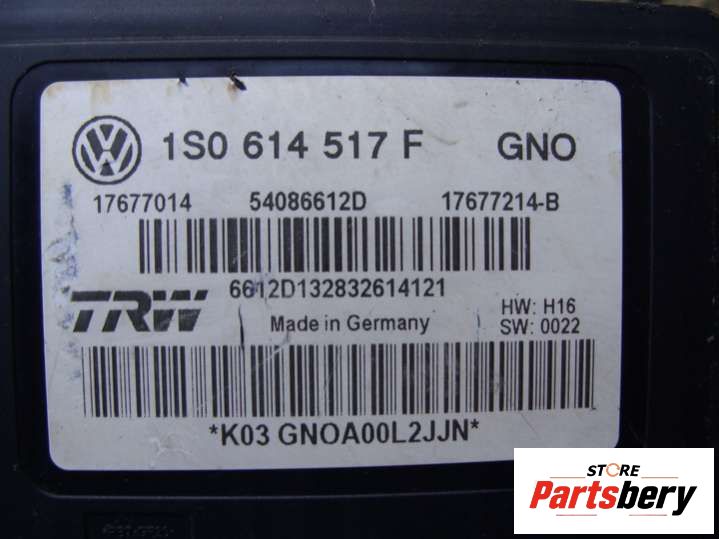 1S0 614 517 F GNO
17677014 54086612D 17677214-B
6612D132832614121
TRW
Made in Germany
HW: H16
SW: 0022
*K03 GNOA00L2JJN*
STORE
Partsbery